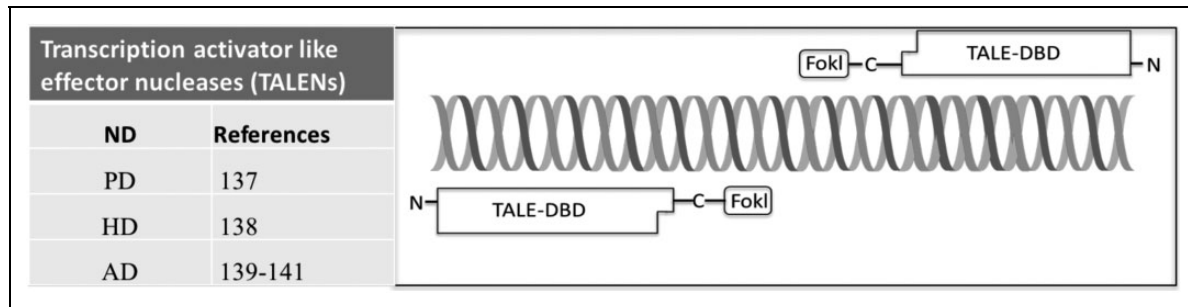 Transcription activator like
effector nucleases (TALENs)
ND References
PD 137
HD 138
AD 139-141
FokI C TALE-DBD N
N TALE-DBD C FokI